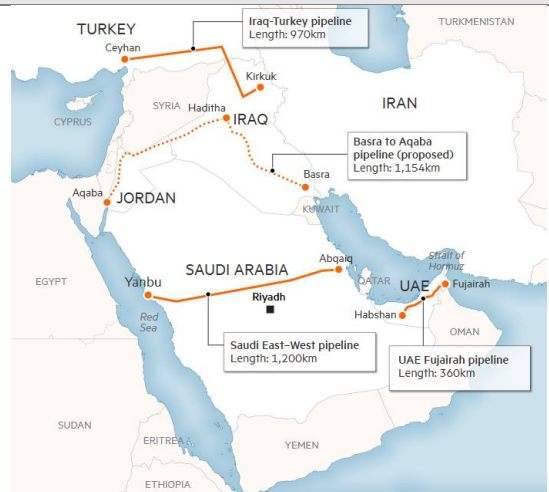 TURKEY
Ceyhan
Iraq-Turkey pipeline
Length: 970km
TURKMENISTAN
Kirkuk
SYRIA
Haditha
IRAQ
IRAN
CYPRUS
Basra to Aqaba
pipeline (proposed)
Length: 1,154km
Basra
Aqaba
JORDAN
KUWAIT
EGYPT
SAUDI ARABIA
Abqaiq
Strait of
Hormuz
Yanbu
Riyadh
QATAR
UAE
Fujairah
Habshan
Red
Sea
OMAN
Saudi East–West pipeline
Length: 1,200km
UAE Fujairah pipeline
Length: 360km
SUDAN
ERITREA
YEMEN
ETHIOPIA